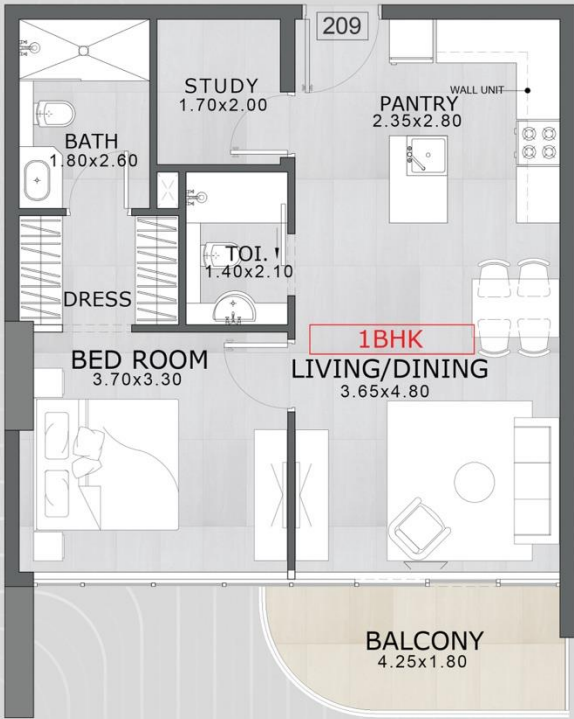 209
STUDY
1.70x2.00
WALL UNIT
PANTRY
2.35x2.80
BATH
1.80x2.60
TOI.
1.40x2.10
DRESS
1BHK
BED ROOM
3.70x3.30
LIVING/DINING
3.65x4.80
BALCONY
4.25x1.80